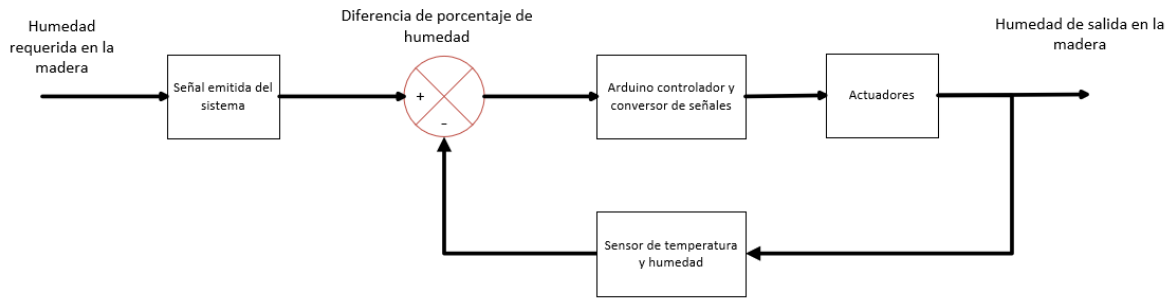 Humedad
requerida en la
madera
Señal emitida del
sistema
Diferencia de porcentaje de
humedad
+
-
Arduino controlador y
conversor de señales
Actuadores
Humedad de salida en la
madera
Sensor de temperatura
y humedad